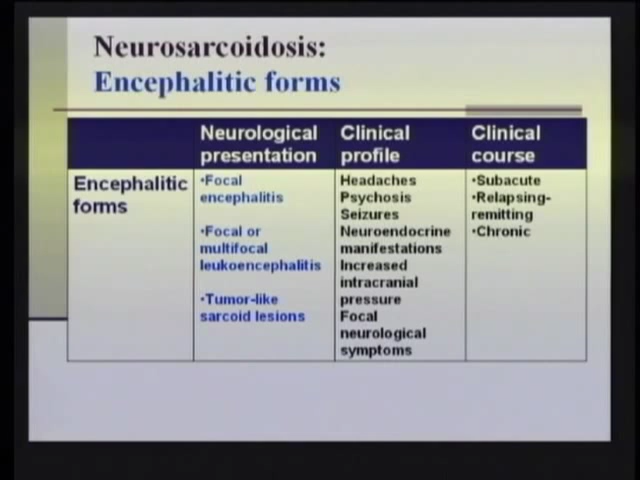 Neurosarcoidosis:
Encephalitic forms
Neurological presentation
Clinical profile
Clinical course
Encephalitic
forms
•Focal
encephalitis
•Focal or
multifocal
leukoencephalitis
•Tumor-like
sarcoid lesions
Headaches
Psychosis
Seizures
Neuroendocrine
manifestations
Increased
intracranial
pressure
Focal
neurological
symptoms
•Subacute
•Relapsing-
remitting
•Chronic